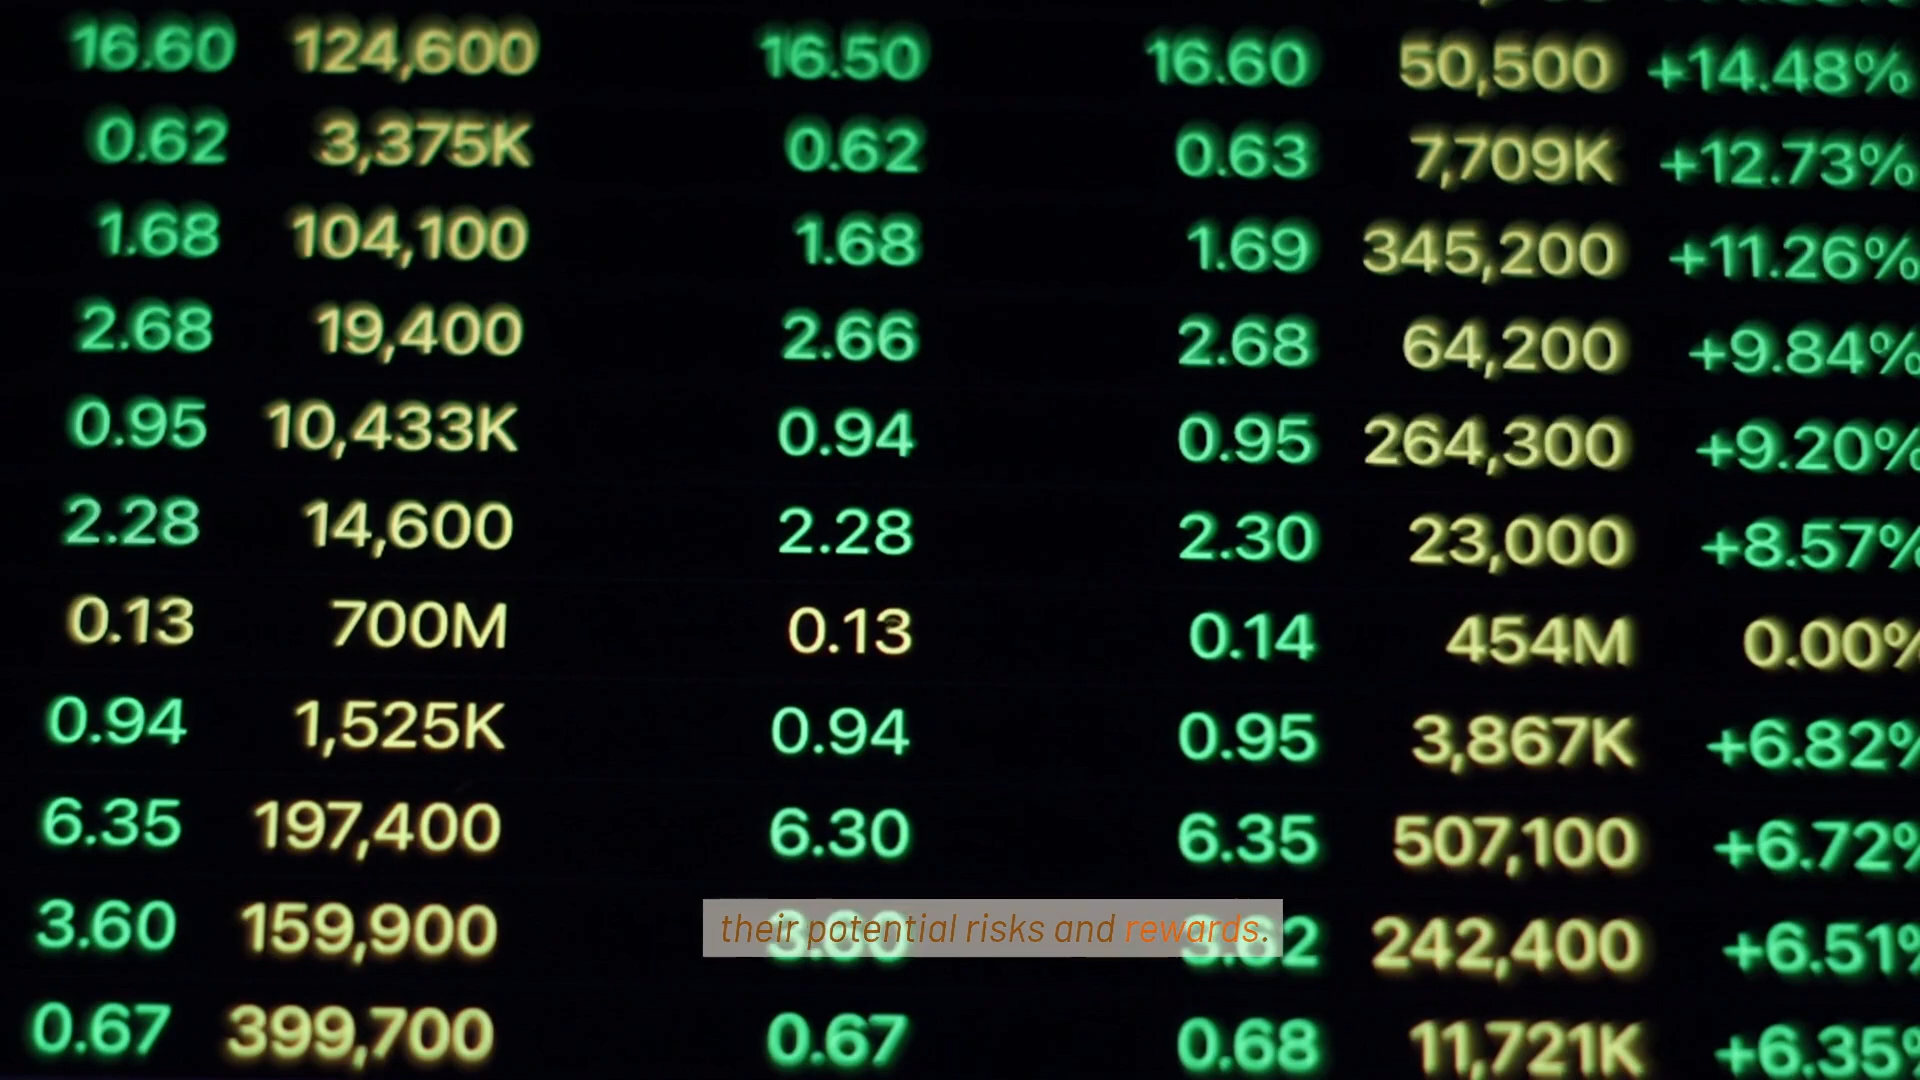 16.60 124,600 16.50 16.60 50,500 +14.48%
0.62 3,375K 0.62 0.63 7,709K +12.73%
1.68 104,100 1.68 1.69 345,200 +11.26%
2.68 19,400 2.66 2.68 64,200 +9.84%
0.95 10,433K 0.94 0.95 264,300 +9.20%
2.28 14,600 2.28 2.30 23,000 +8.57%
0.13 700M 0.13 0.14 454M 0.00%
0.94 1,525K 0.94 0.95 3,867K +6.82%
6.35 197,400 6.30 6.35 507,100 +6.72%
3.60 159,900 3.60 3.62 242,400 +6.51%
their potential risks and rewards.
0.67 399,700 0.67 0.68 11,721K +6.35%